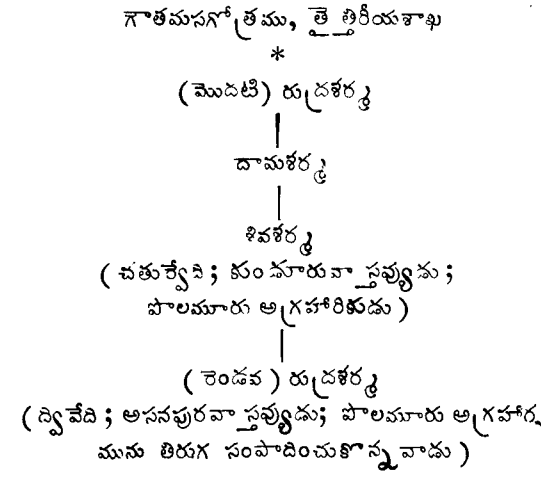 గౌతమసగోత్రము, తైత్తిరీయశాఖ
*
(మొదటి) రుద్రశర్మ
దామశర్మ
శివశర్మ
(చతుర్వేది; కుండూరువాస్తవ్యుడు;
పొలమూరు అగ్రహారికుడు)
(రెండవ) రుద్రశర్మ
(ద్వివేది; అసనపురవాస్తవ్యుడు; పొలమూరు అగ్రహార
మును తిరుగ సంపాదించుకొన్నవాడు)